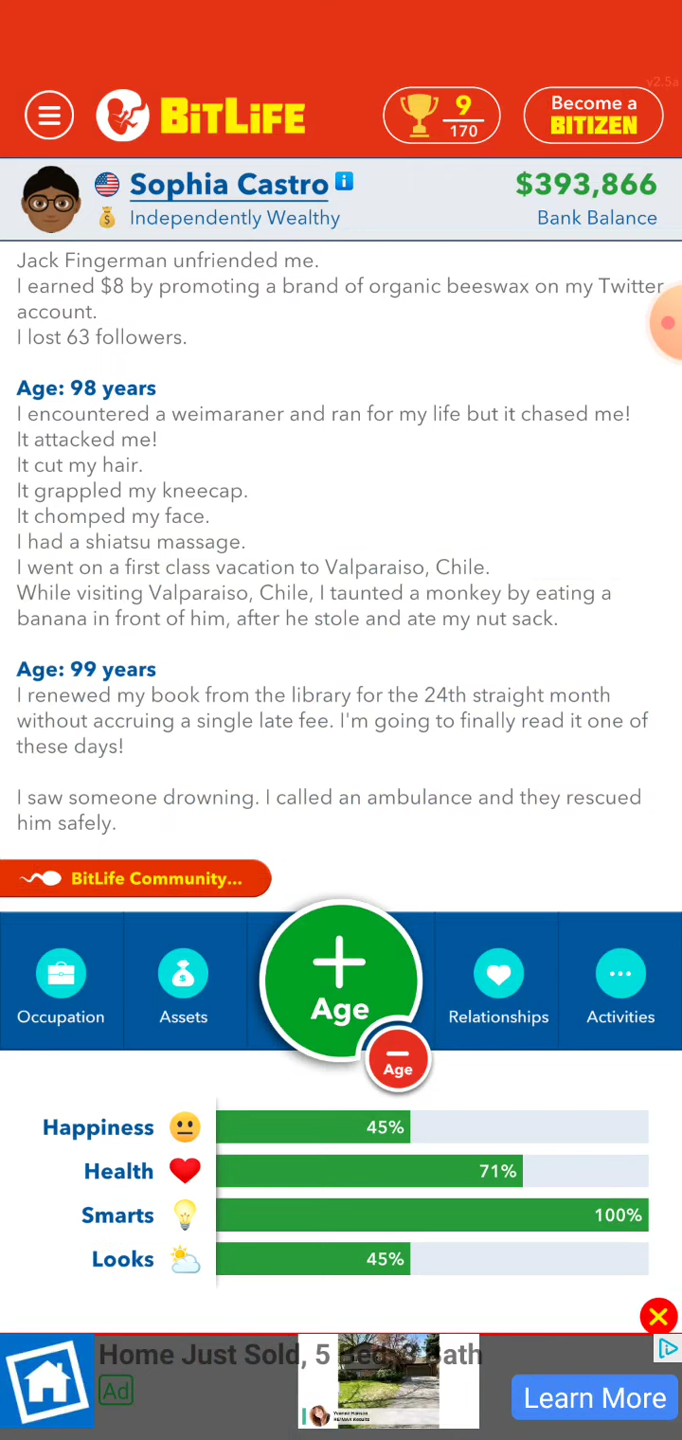 v2.5a
BiTLiFE
9
170
Become a
BITIZEN
Sophia Castro
$393,866
Independently Wealthy
Bank Balance
Jack Fingerman unfriended me.
I earned $8 by promoting a brand of organic beeswax on my Twitter
account.
I lost 63 followers.
Age: 98 years
I encountered a weimaraner and ran for my life but it chased me!
It attacked me!
It cut my hair.
It grappled my kneecap.
It chomped my face.
I had a shiatsu massage.
I went on a first class vacation to Valparaiso, Chile.
While visiting Valparaiso, Chile, I taunted a monkey by eating a
banana in front of him, after he stole and ate my nut sack.
Age: 99 years
I renewed my book from the library for the 24th straight month
without accruing a single late fee. I'm going to finally read it one of
these days!
I saw someone drowning. I called an ambulance and they rescued
him safely.
BitLife Community...
Occupation
Assets
Age
Relationships
Activities
Age
Happiness 45%
Health 71%
Smarts 100%
Looks 45%
Home Just Sold, 5 Bed, 3 Bath
Ad
Learn More